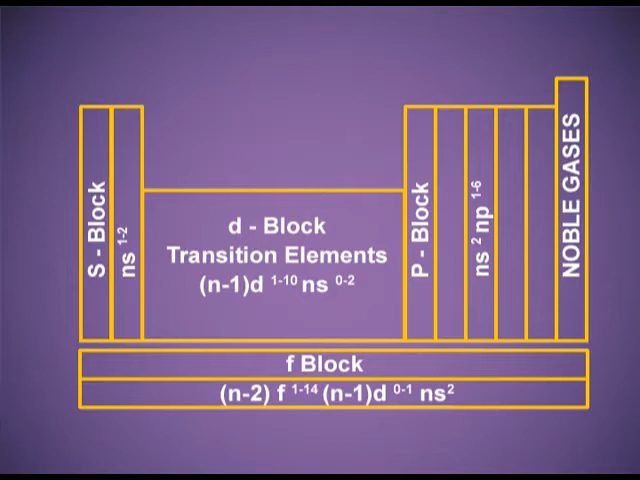 S - Block
ns 1-2
d - Block
Transition Elements
(n-1)d 1-10 ns 0-2
P - Block
ns 2 np 1-6
NOBLE GASES
f Block
(n-2) f 1-14 (n-1)d 0-1 ns2